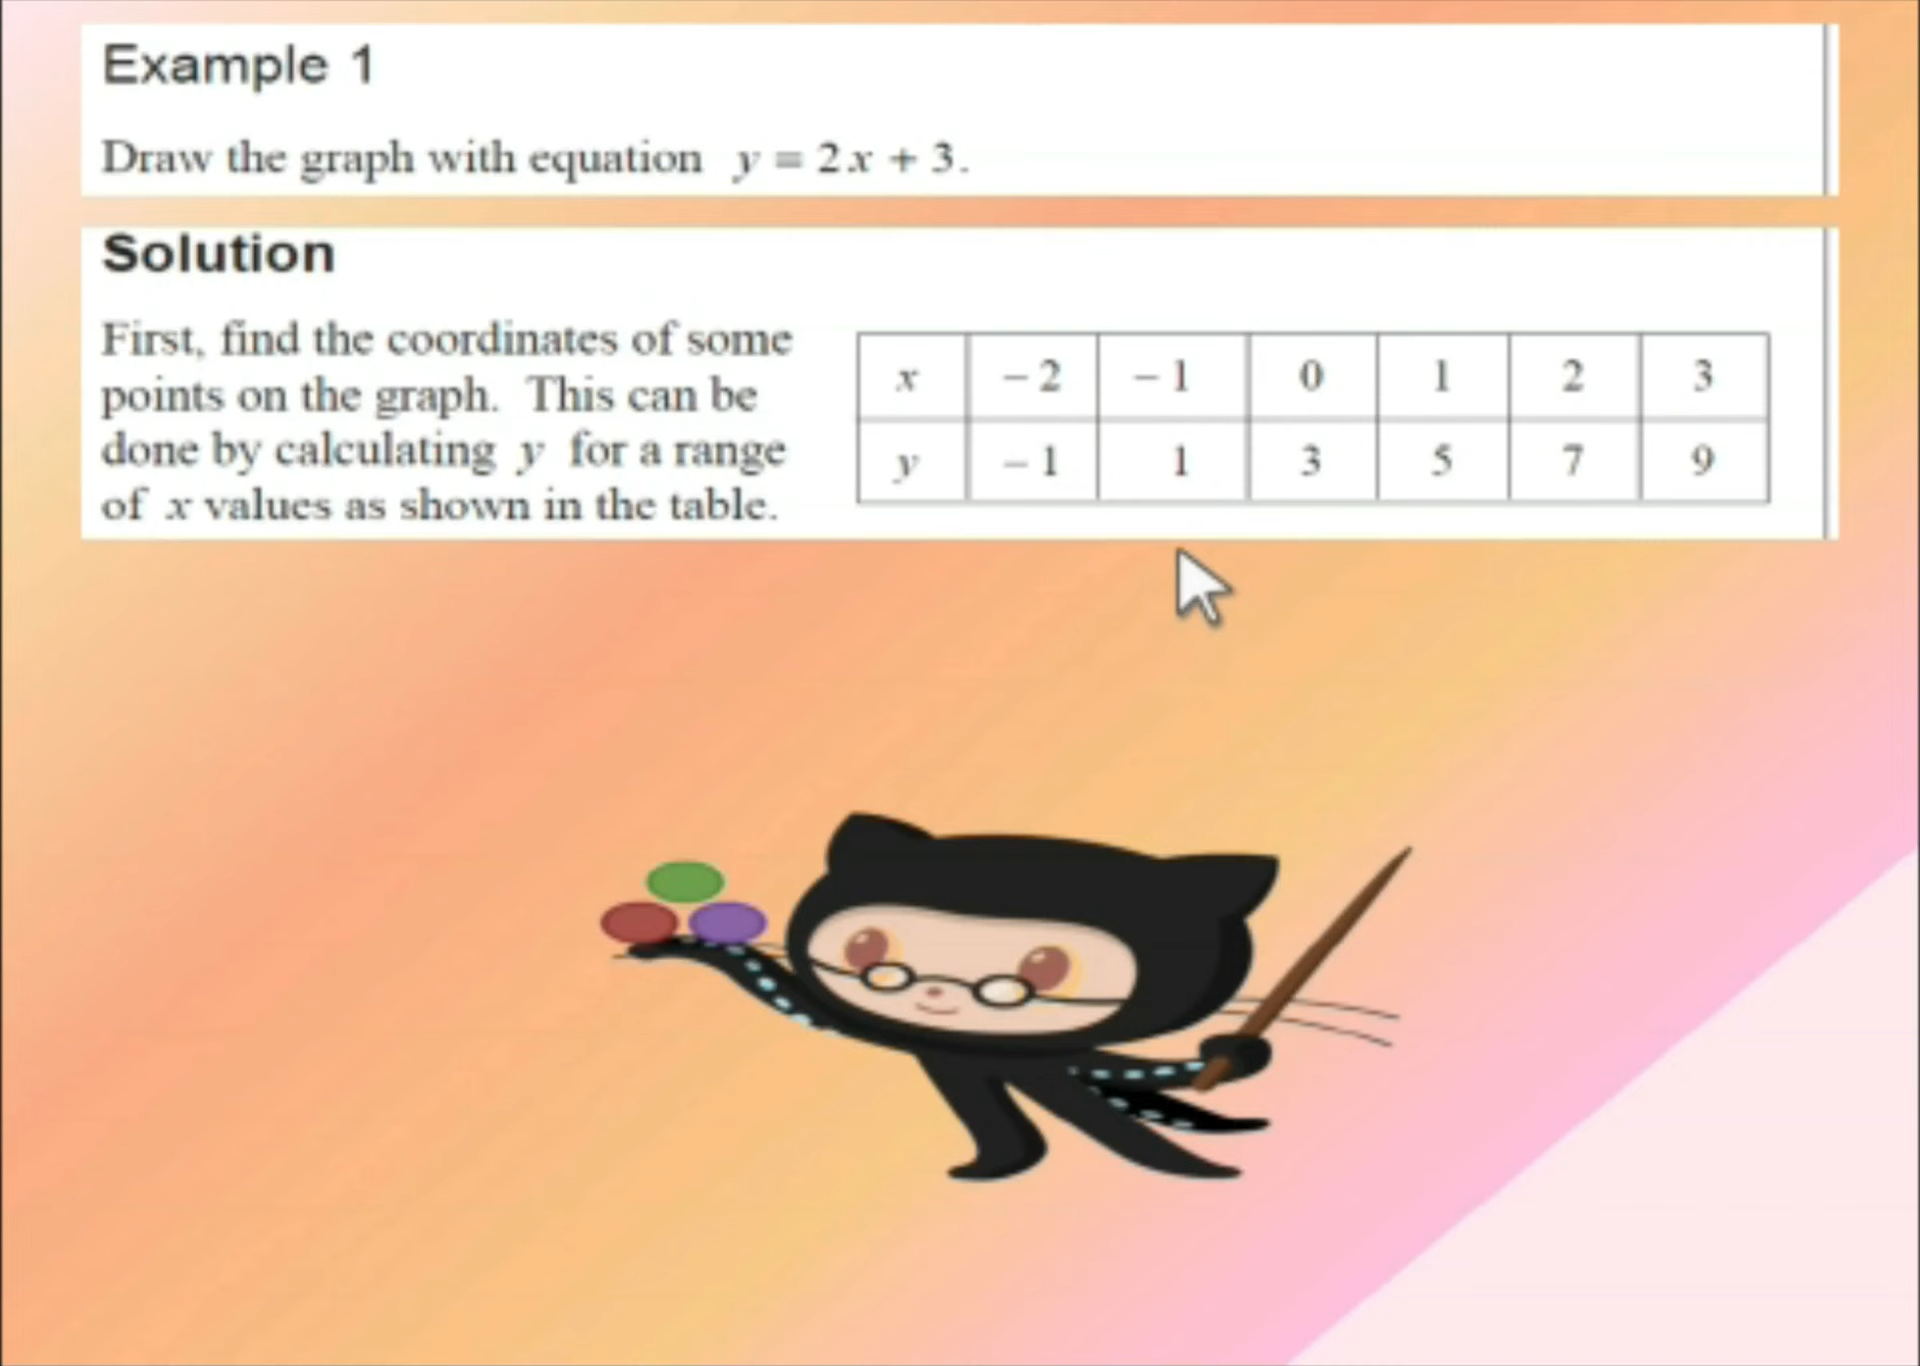 Example 1
Draw the graph with equation y = 2x + 3.
Solution
First, find the coordinates of some
points on the graph. This can be
done by calculating y for a range
of x values as shown in the table.
x −2 −1 0 1 2 3
y −1 1 3 5 7 9